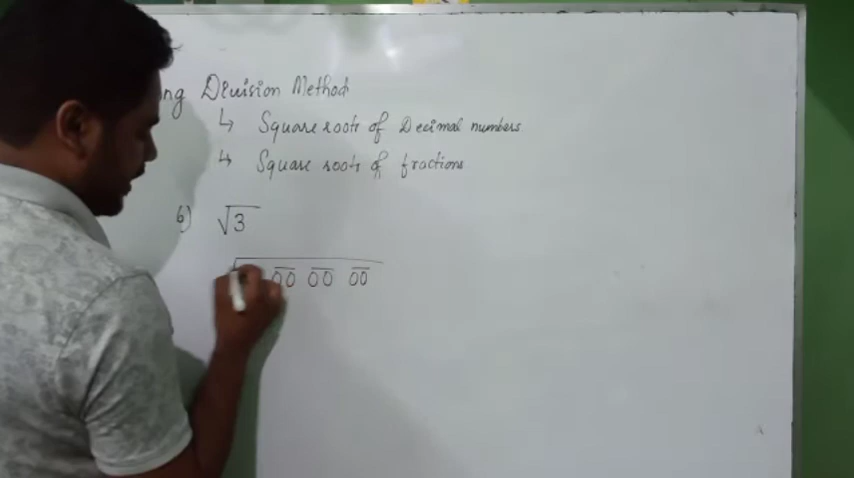 ng Division Method
↳ Square roots of Decimal numbers
↳ Square roots of fractions
6) √3
00 00 00